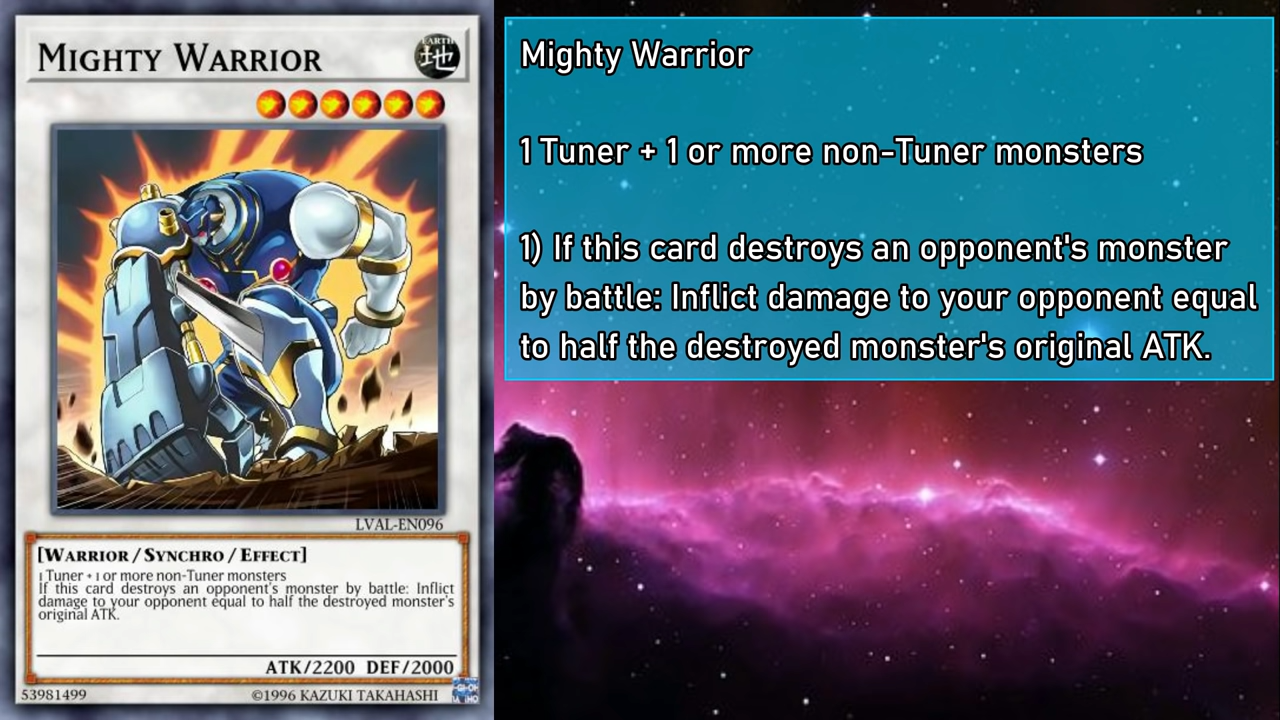 Mighty Warrior
EARTH
地
LVAL-EN096
[Warrior / Synchro / Effect]
1 Tuner + 1 or more non-Tuner monsters
If this card destroys an opponent's monster by battle: Inflict
damage to your opponent equal to half the destroyed monster's
original ATK.
ATK/2200 DEF/2000
53981499
©1996 KAZUKI TAKAHASHI
Mighty Warrior
1 Tuner + 1 or more non-Tuner monsters
1) If this card destroys an opponent's monster
by battle: Inflict damage to your opponent equal
to half the destroyed monster's original ATK.